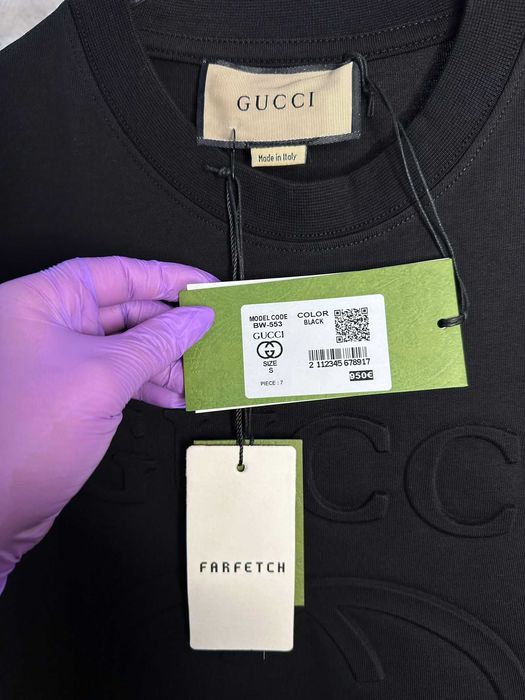 GUCCI
Made in Italy
MODEL CODE
BW-553
COLOR
BLACK
GUCCI
SIZE
S
PIECE : 7
2 112345 678917
950€
GUCC
FARFETCH